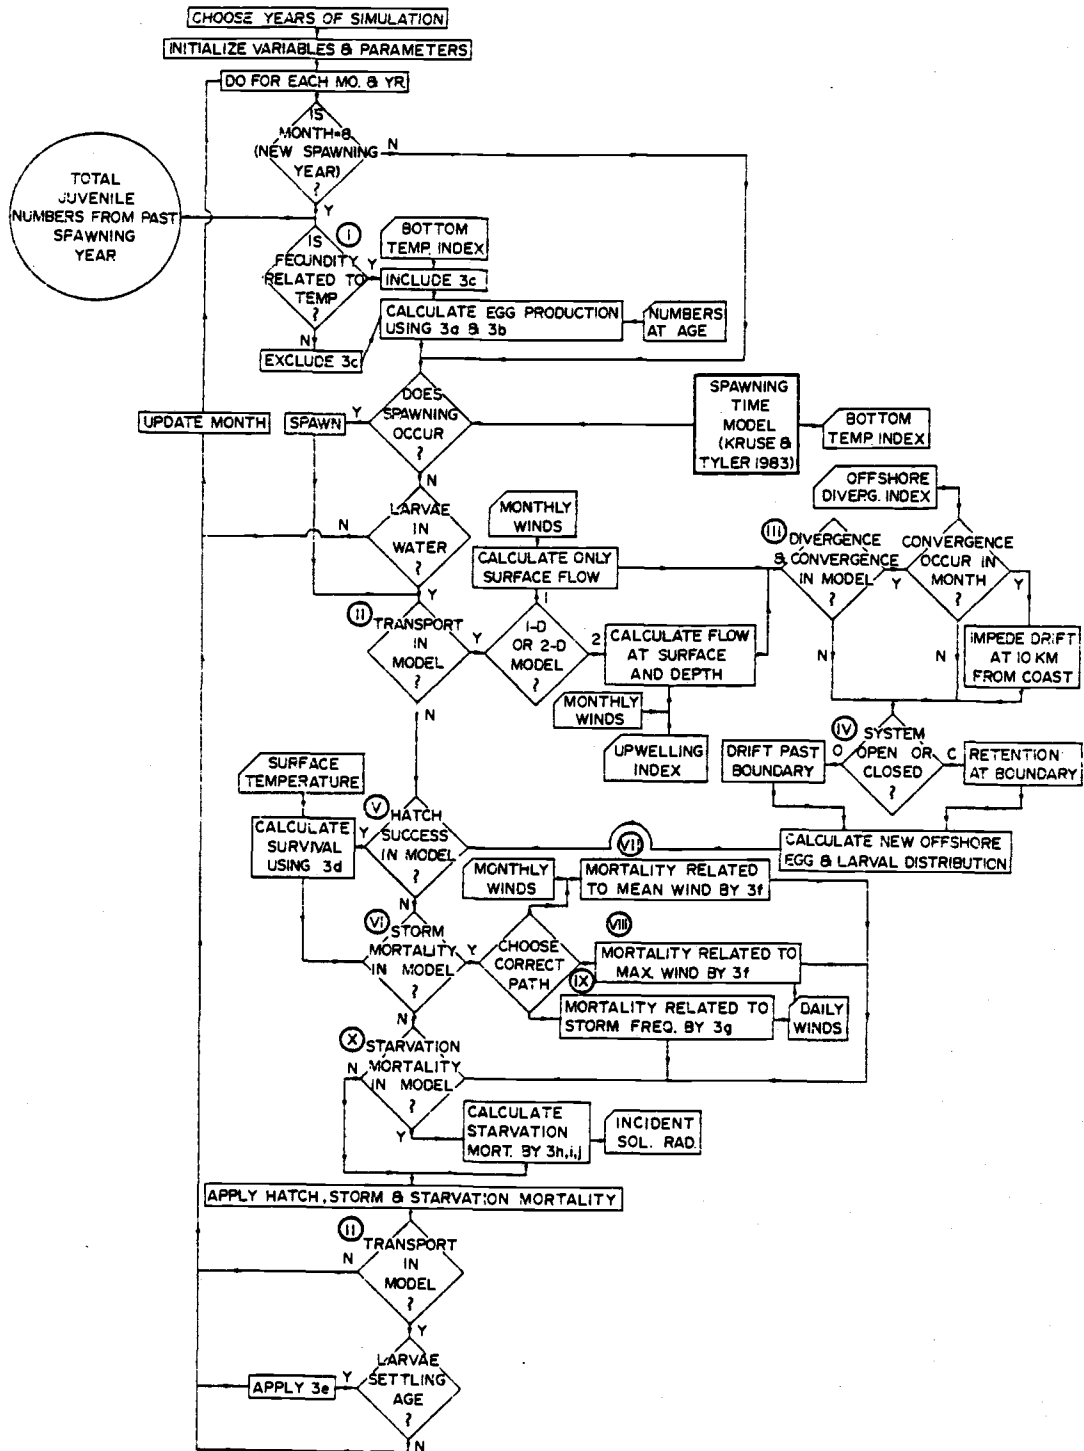 CHOOSE YEARS OF SIMULATION
INITIALIZE VARIABLES & PARAMETERS
DO FOR EACH MO. & YR.
IS
MONTH=8
(NEW SPAWNING
YEAR)
?
N
Y
TOTAL
JUVENILE
NUMBERS FROM PAST
SPAWNING
YEAR
I
IS
FECUNDITY
RELATED TO
TEMP
?
Y
N
BOTTOM
TEMP. INDEX
INCLUDE 3c
CALCULATE EGG PRODUCTION
USING 3a & 3b
NUMBERS
AT AGE
EXCLUDE 3c
DOES
SPAWNING
OCCUR
?
Y
N
SPAWN
UPDATE MONTH
SPAWNING
TIME
MODEL
(KRUSE &
TYLER 1983)
BOTTOM
TEMP. INDEX
LARVAE
IN
WATER
?
N
Y
MONTHLY
WINDS
CALCULATE ONLY
SURFACE FLOW
OFFSHORE
DIVERG. INDEX
III
DIVERGENCE
& CONVERGENCE
IN MODEL
?
Y
N
CONVERGENCE
OCCUR IN
MONTH
?
Y
N
IMPEDE DRIFT
AT 10 KM
FROM COAST
II
TRANSPORT
IN
MODEL
?
Y
N
1-D
OR 2-D
MODEL
?
1
2
CALCULATE FLOW
AT SURFACE
AND DEPTH
MONTHLY
WINDS
UPWELLING
INDEX
IV
SYSTEM
OPEN OR
CLOSED
?
O
C
DRIFT PAST
BOUNDARY
RETENTION
AT BOUNDARY
CALCULATE NEW OFFSHORE
EGG & LARVAL DISTRIBUTION
SURFACE
TEMPERATURE
CALCULATE
SURVIVAL
USING 3d
V
HATCH
SUCCESS
IN MODEL
?
Y
N
VII
MONTHLY
WINDS
MORTALITY RELATED
TO MEAN WIND BY 3f
VI
STORM
MORTALITY
IN MODEL
?
Y
N
CHOOSE
CORRECT
PATH
VIII
MORTALITY RELATED TO
MAX. WIND BY 3f
IX
MORTALITY RELATED TO
STORM FREQ. BY 3g
DAILY
WINDS
X
STARVATION
MORTALITY
IN MODEL
?
N
Y
CALCULATE
STARVATION
MORT. BY 3h,i,j
INCIDENT
SOL. RAD.
APPLY HATCH, STORM & STARVATION MORTALITY
II
TRANSPORT
IN
MODEL
?
N
Y
LARVAE
SETTLING
AGE
?
Y
N
APPLY 3e